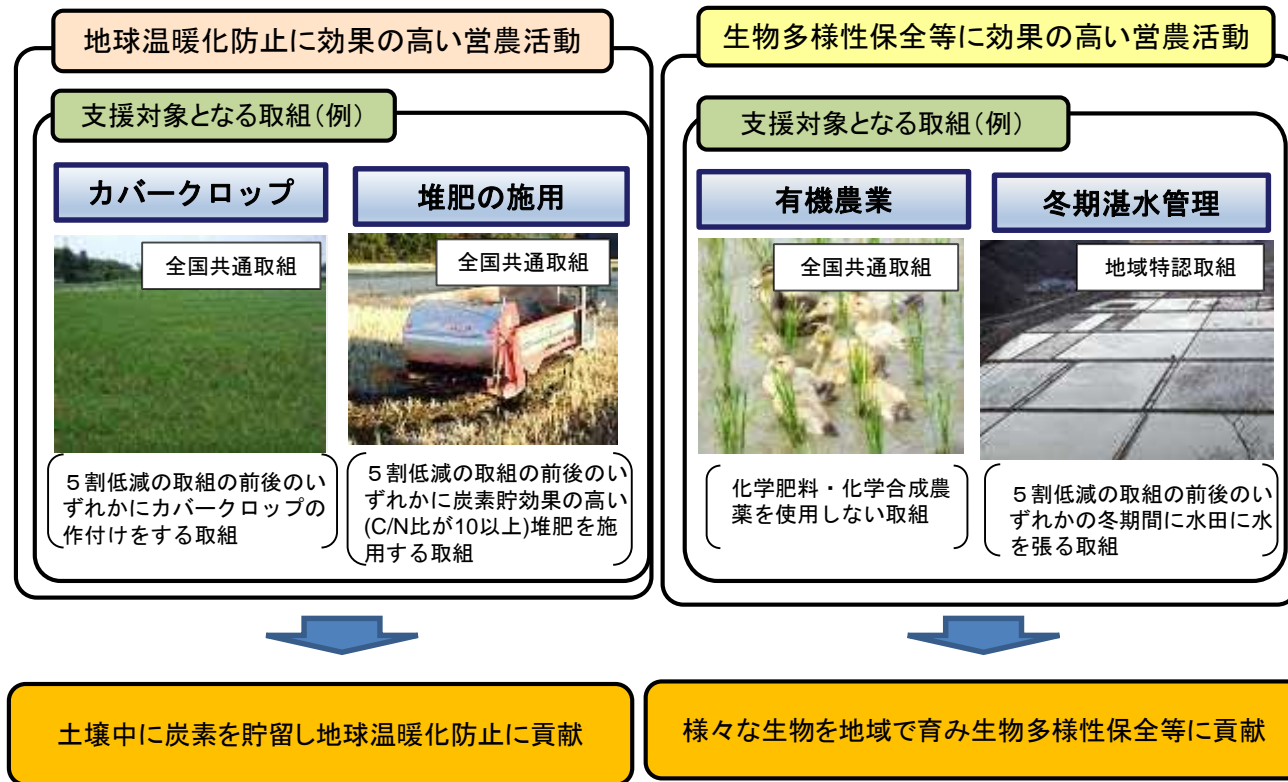 地球温暖化防止に効果の高い営農活動
支援対象となる取組(例)
カバークロップ
全国共通取組
5割低減の取組の前後のい
ずれかにカバークロップの
作付けをする取組
堆肥の施用
全国共通取組
5割低減の取組の前後のい
ずれかに炭素貯効果の高い
(C/N比が10以上)堆肥を施
用する取組
土壌中に炭素を貯留し地球温暖化防止に貢献
生物多様性保全等に効果の高い営農活動
支援対象となる取組(例)
有機農業
全国共通取組
化学肥料・化学合成農
薬を使用しない取組
冬期湛水管理
地域特認取組
5割低減の取組の前後のい
ずれかの冬期間に水田に水
を張る取組
様々な生物を地域で育み生物多様性保全等に貢献